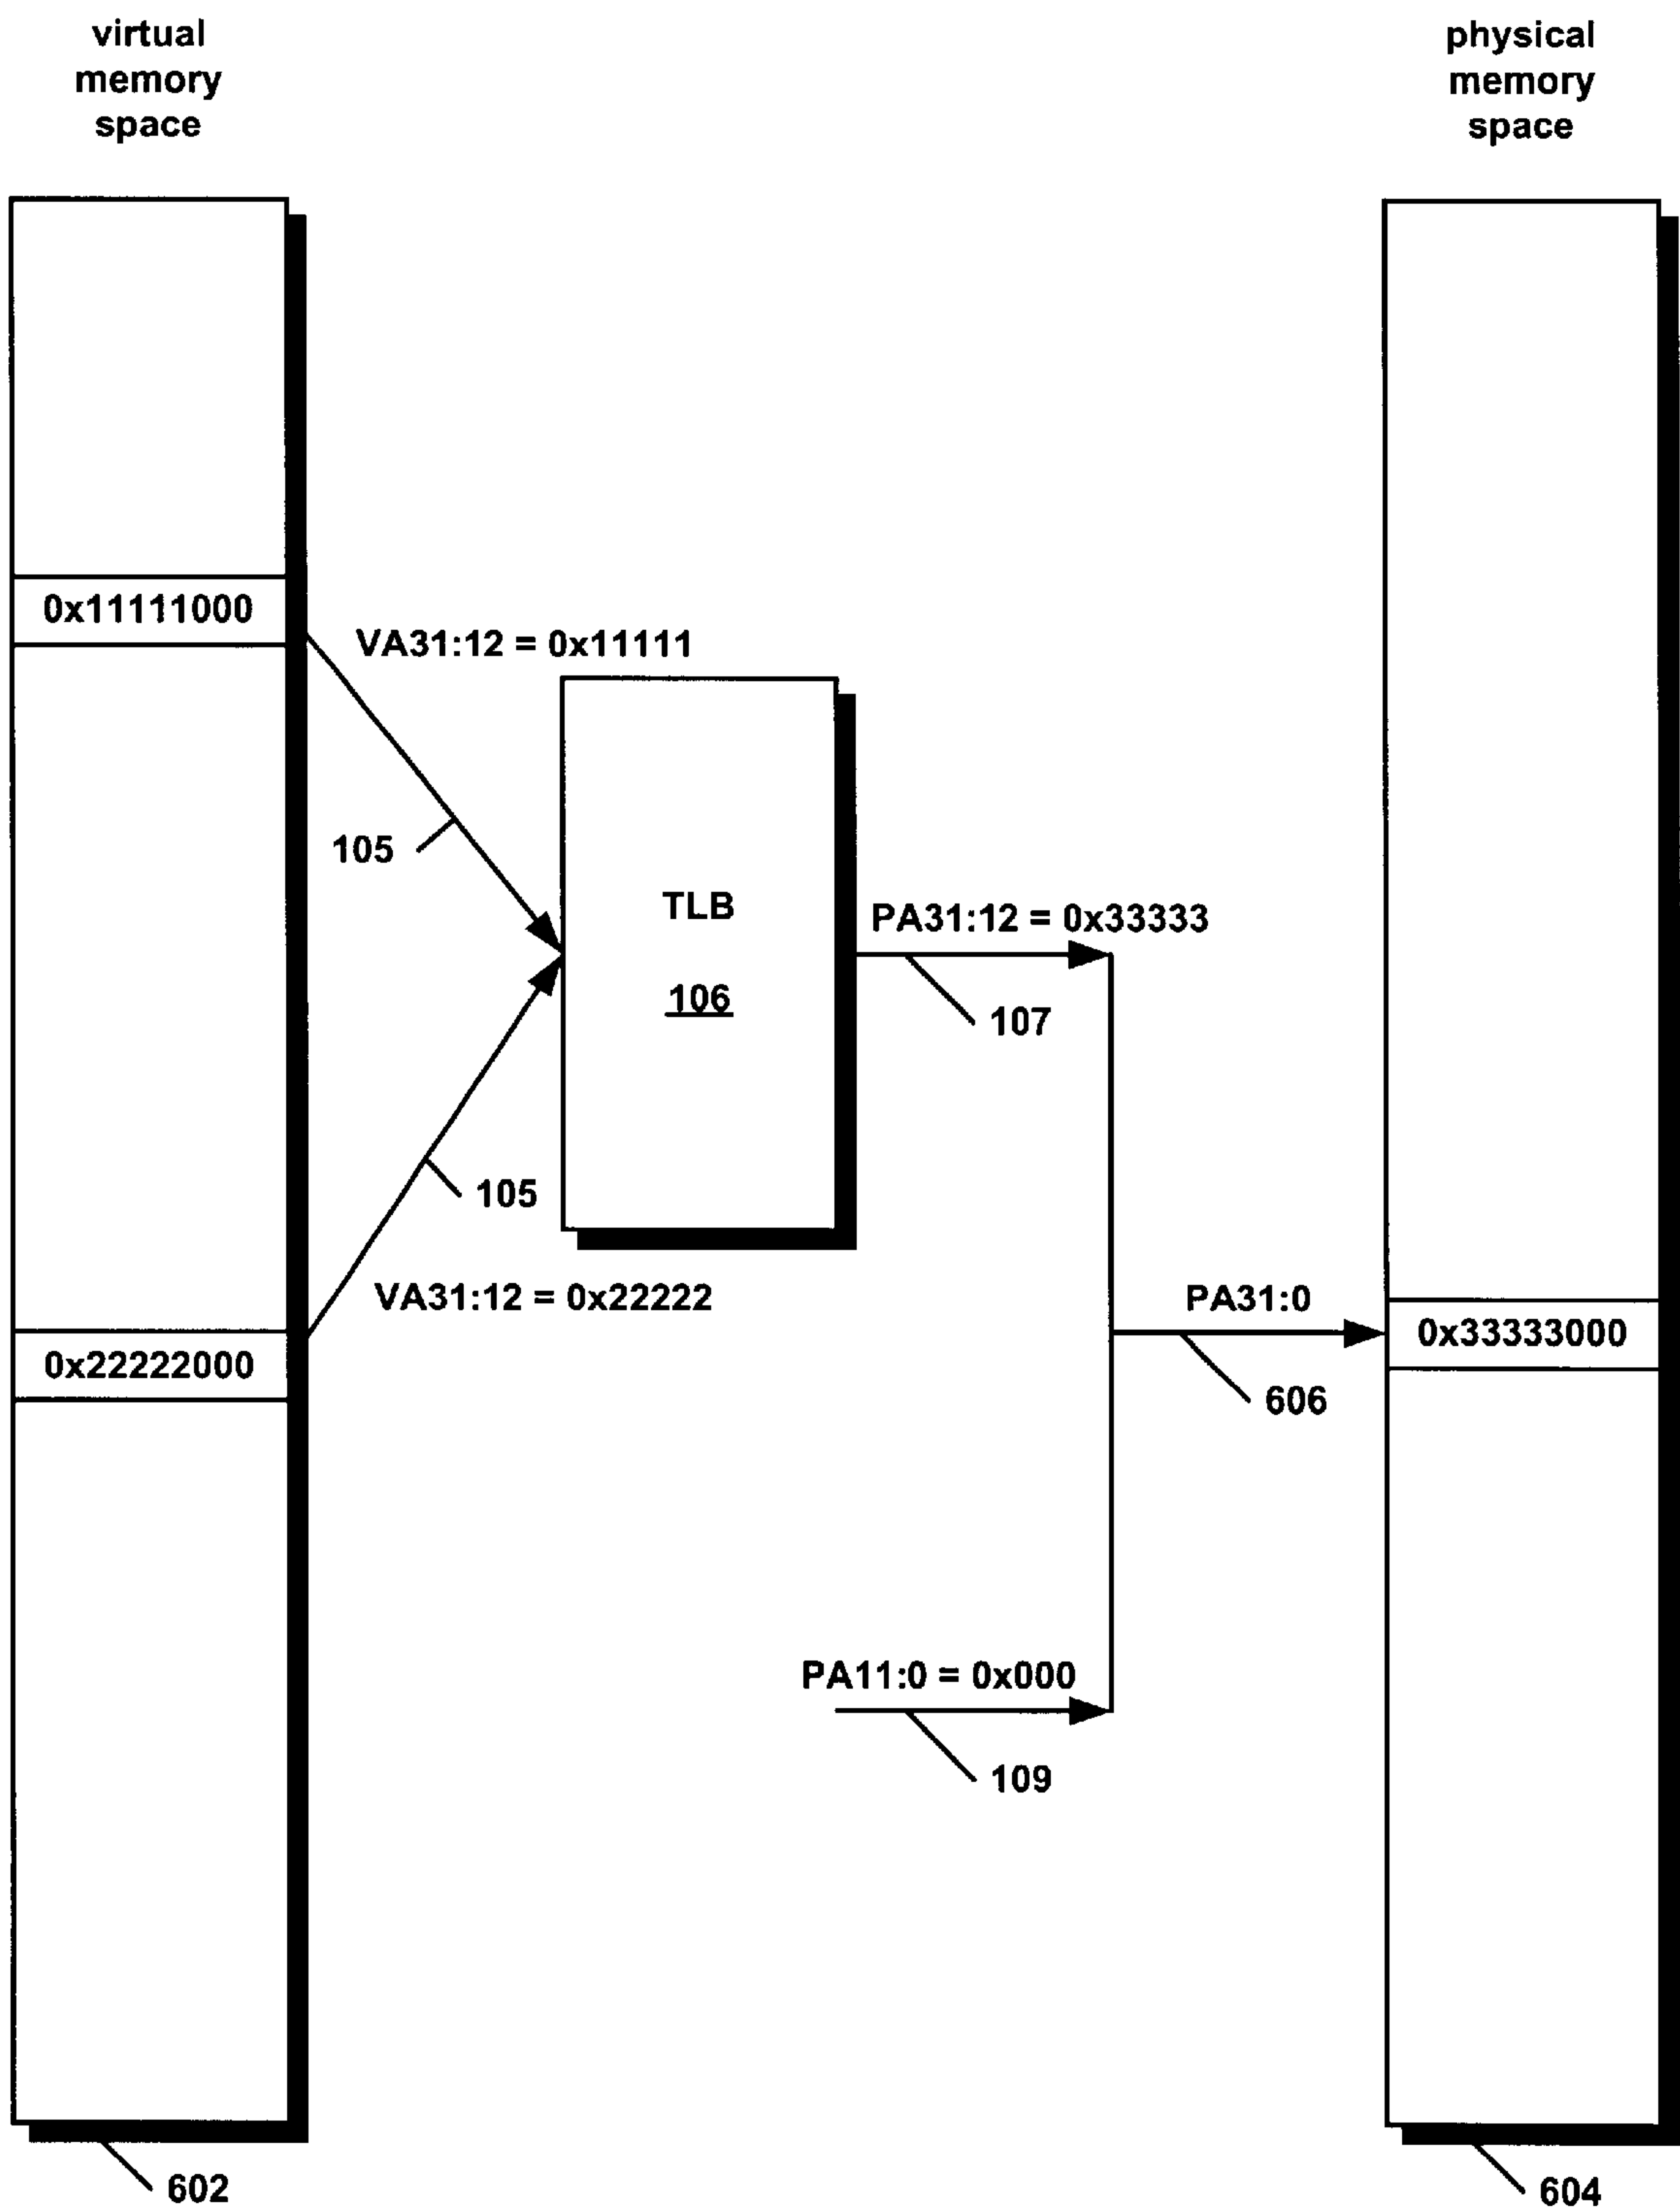 virtual
memory
space
physical
memory
space
0x11111000
VA31:12 = 0x11111
105
TLB
106
PA31:12 = 0x33333
107
105
VA31:12 = 0x22222
0x22222000
PA31:0
0x33333000
606
PA11:0 = 0x000
109
602
604